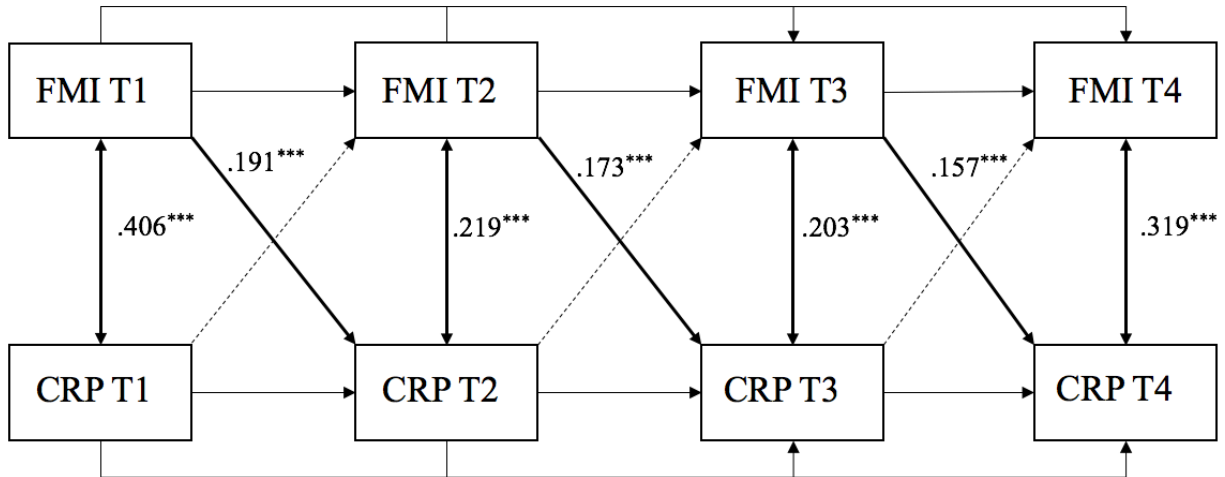 FMI T1
FMI T2
FMI T3
FMI T4
.191***
.173***
.157***
.406***
.219***
.203***
.319***
CRP T1
CRP T2
CRP T3
CRP T4